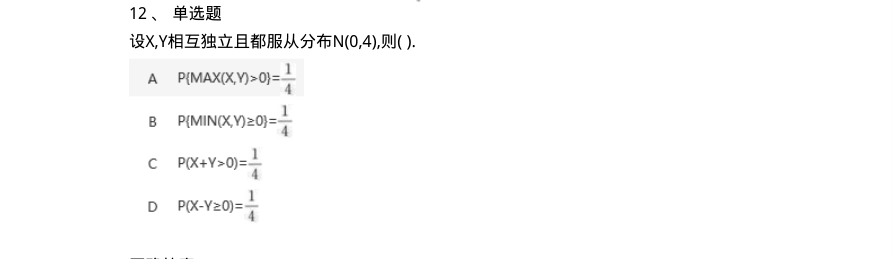 12 、 单选题
设X,Y相互独立且都服从分布N(0,4),则( ).
A P{MAX(X,Y)>0}=1/4
B P{MIN(X,Y)≥0}=1/4
C P(X+Y>0)=1/4
D P(X-Y≥0)=1/4